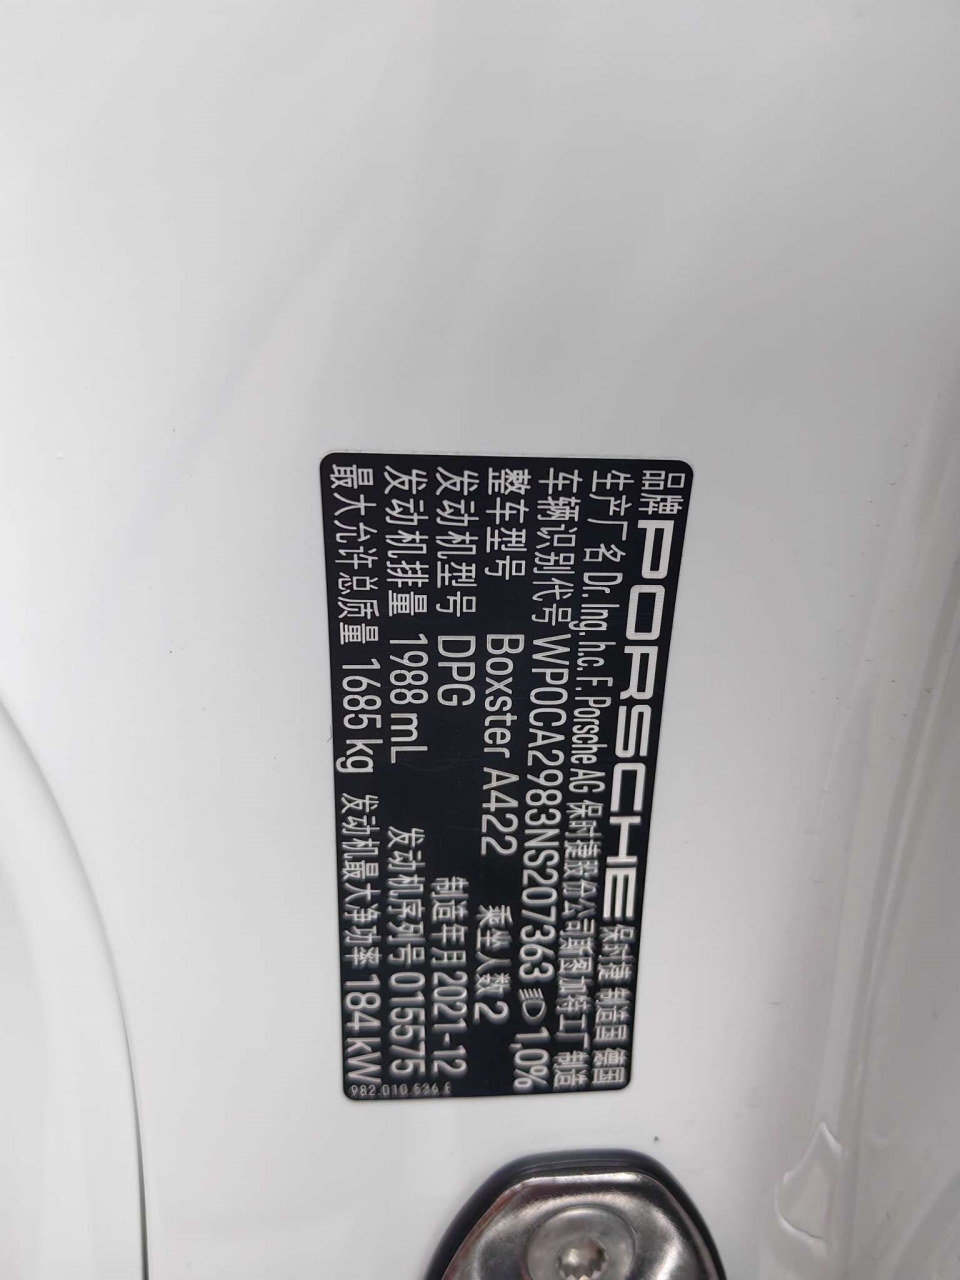 品牌 PORSCHE 保时捷 制造国 德国
生产厂名 Dr. Ing. h.c. F. Porsche AG 保时捷股份公司斯图加特工厂 制造
车辆识别代号 WP0CA2983NS207363 1,0%
整车型号 Boxster A422 乘坐人数 2
发动机型号 DPG 制造年月 2021-12
发动机排量 1988 mL 发动机序列号 015575
最大允许总质量 1685 kg 发动机最大净功率 184 kW
982.010.536.F